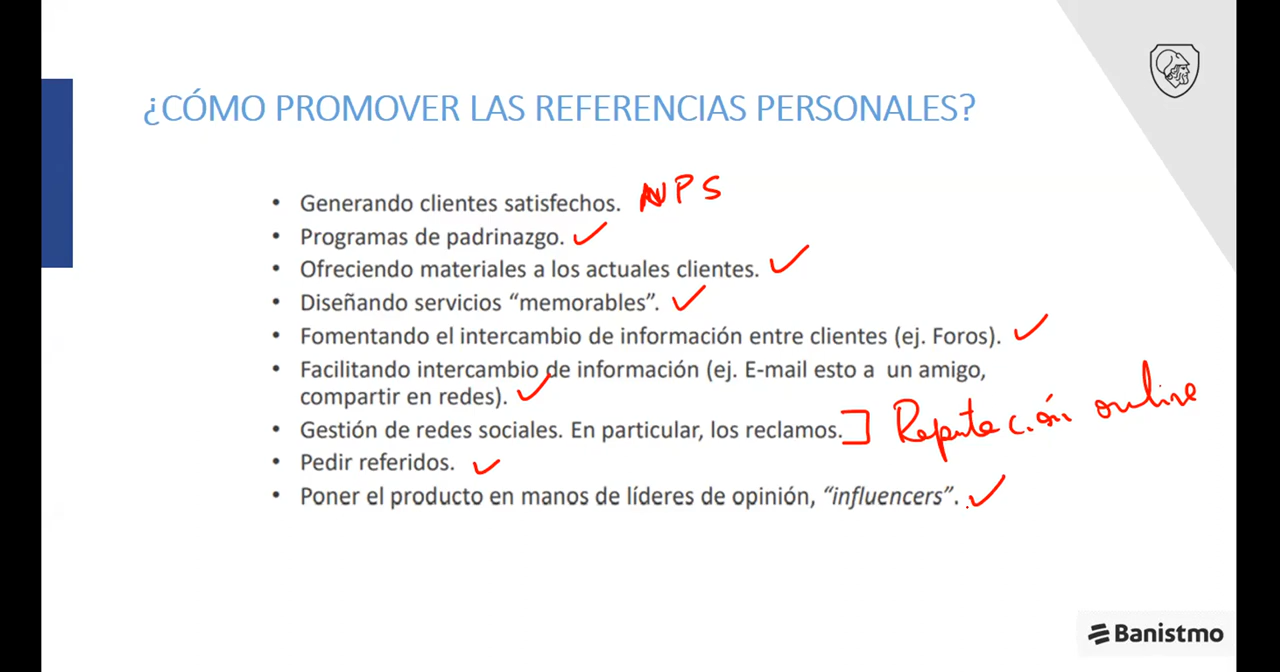 ¿CÓMO PROMOVER LAS REFERENCIAS PERSONALES?
• Generando clientes satisfechos. NPS
• Programas de padrinazgo.
• Ofreciendo materiales a los actuales clientes.
• Diseñando servicios “memorables”.
• Fomentando el intercambio de información entre clientes (ej. Foros).
• Facilitando intercambio de información (ej. E-mail esto a un amigo,
compartir en redes).
• Gestión de redes sociales. En particular, los reclamos. Reputación online
• Pedir referidos.
• Poner el producto en manos de líderes de opinión, “influencers”.
Banistmo